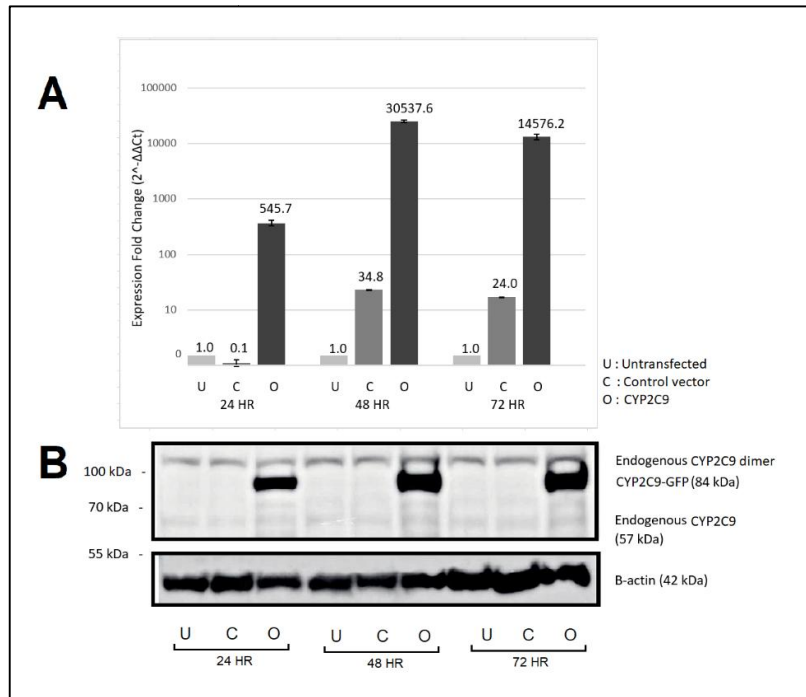 A
Expression Fold Change (2^-ΔΔCt)
100000
10000
1000
100
10
0
1.0
0.1
545.7
1.0
34.8
30537.6
1.0
24.0
14576.2
U C O U C O U C O
24 HR 48 HR 72 HR
U : Untransfected
C : Control vector
O : CYP2C9
B
100 kDa -
70 kDa -
55 kDa -
Endogenous CYP2C9 dimer
CYP2C9-GFP (84 kDa)
Endogenous CYP2C9
(57 kDa)
B-actin (42 kDa)
U C O U C O U C O
24 HR 48 HR 72 HR